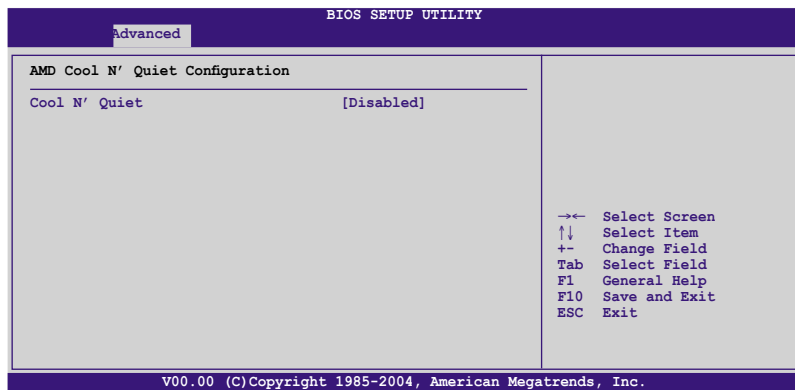 BIOS SETUP UTILITY
Advanced
AMD Cool N’ Quiet Configuration
Cool N’ Quiet [Disabled]
→← Select Screen
↑↓ Select Item
+- Change Field
Tab Select Field
F1 General Help
F10 Save and Exit
ESC Exit
V00.00 (C)Copyright 1985-2004, American Megatrends, Inc.